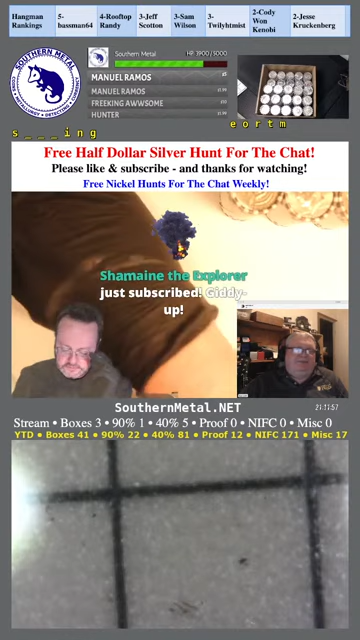 Hangman Rankings
5-bassman64
4-Rooftop Randy
3-Jeff Scotton
3-Sam Wilson
3-Twilyhtmist
2-Cody Won Kenobi
2-Jesse Kruckenberg
SOUTHERN METAL
Southern Metal
HP: 3900/5000
MANUEL RAMOS
MANUEL RAMOS
FREEKING AWWSOME
HUNTER
s _ _ _ i n g
e o r t m
Free Half Dollar Silver Hunt For The Chat!
Please like & subscribe - and thanks for watching!
Free Nickel Hunts For The Chat Weekly!
Shamaine the Explorer
just subscribed! Giddy-
up!
SouthernMetal.NET
Stream • Boxes 3 • 90% 1 • 40% 5 • Proof 0 • NIFC 0 • Misc 0
YTD • Boxes 41 • 90% 22 • 40% 81 • Proof 12 • NIFC 171 • Misc 17